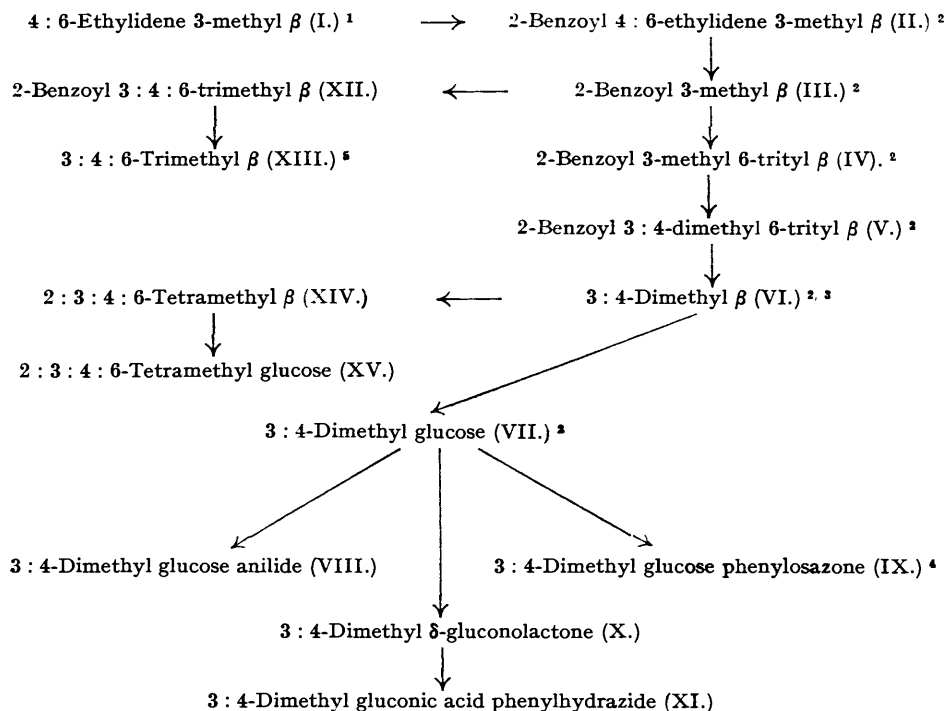 4 : 6-Ethylidene 3-methyl β (I.) ¹ → 2-Benzoyl 4 : 6-ethylidene 3-methyl β (II.) ²
2-Benzoyl 3 : 4 : 6-trimethyl β (XII.) ← 2-Benzoyl 3-methyl β (III.) ²
3 : 4 : 6-Trimethyl β (XIII.) ⁵ 2-Benzoyl 3-methyl 6-trityl β (IV). ²
2-Benzoyl 3 : 4-dimethyl 6-trityl β (V.) ²
2 : 3 : 4 : 6-Tetramethyl β (XIV.) ← 3 : 4-Dimethyl β (VI.) ²˒ ³
2 : 3 : 4 : 6-Tetramethyl glucose (XV.)
3 : 4-Dimethyl glucose (VII.) ³
3 : 4-Dimethyl glucose anilide (VIII.) 3 : 4-Dimethyl glucose phenylosazone (IX.) ⁴
3 : 4-Dimethyl δ-gluconolactone (X.)
3 : 4-Dimethyl gluconic acid phenylhydrazide (XI.)